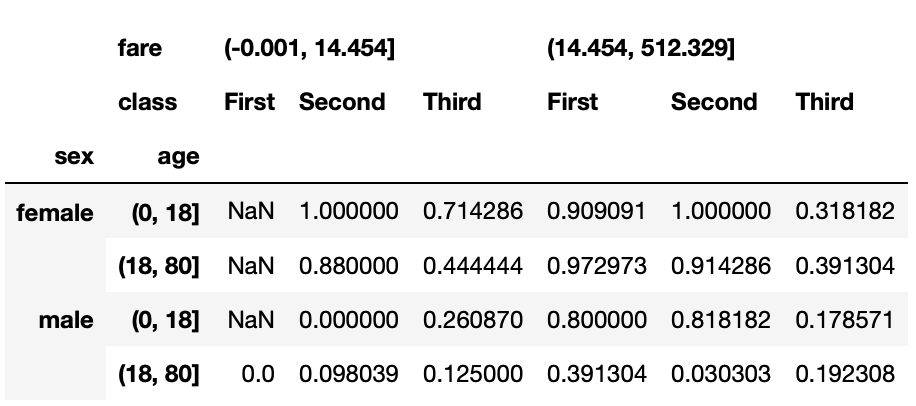 fare (-0.001, 14.454] (14.454, 512.329]
class First Second Third First Second Third
sex age
female (0, 18] NaN 1.000000 0.714286 0.909091 1.000000 0.318182
(18, 80] NaN 0.880000 0.444444 0.972973 0.914286 0.391304
male (0, 18] NaN 0.000000 0.260870 0.800000 0.818182 0.178571
(18, 80] 0.0 0.098039 0.125000 0.391304 0.030303 0.192308